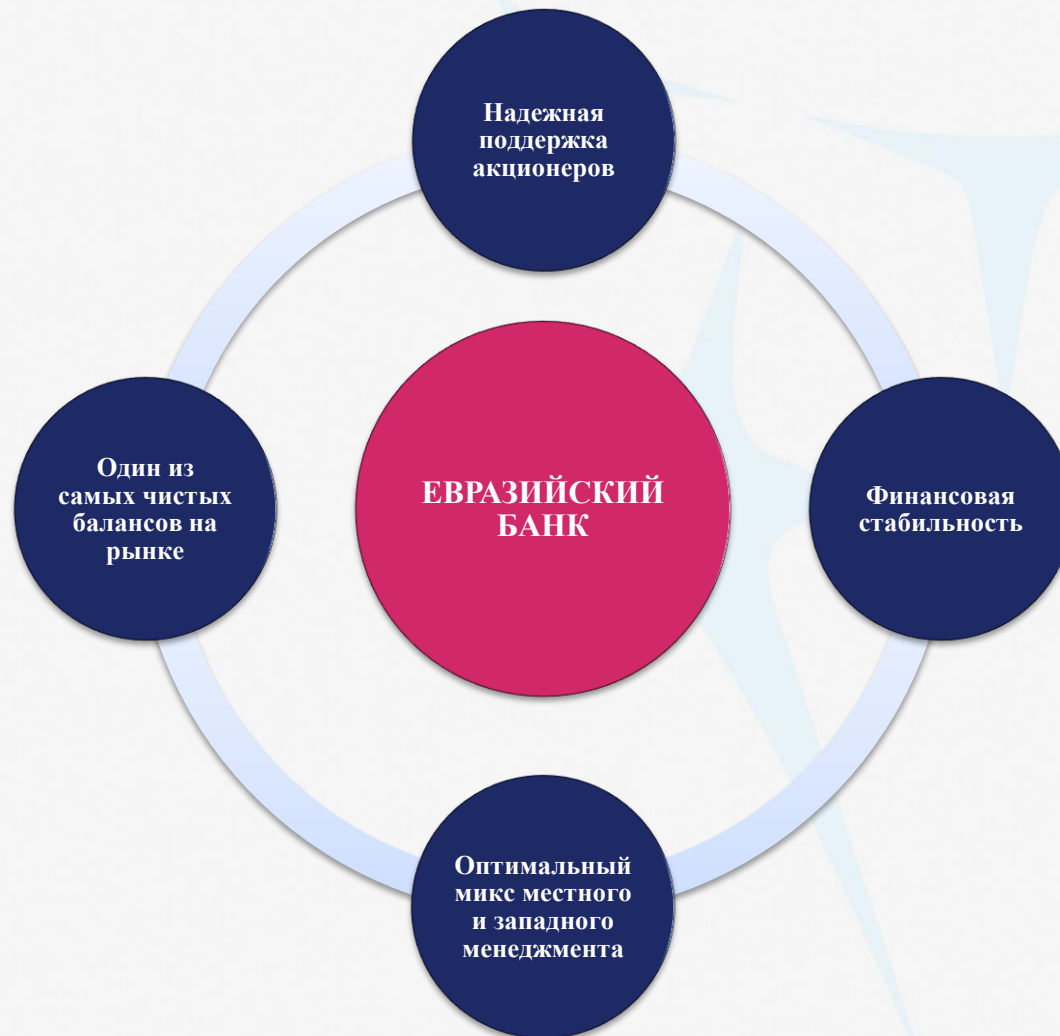 Надежная
поддержка
акционеров
Один из
самых чистых
балансов на
рынке
ЕВРАЗИЙСКИЙ
БАНК
Финансовая
стабильность
Оптимальный
микс местного
и западного
менеджмента